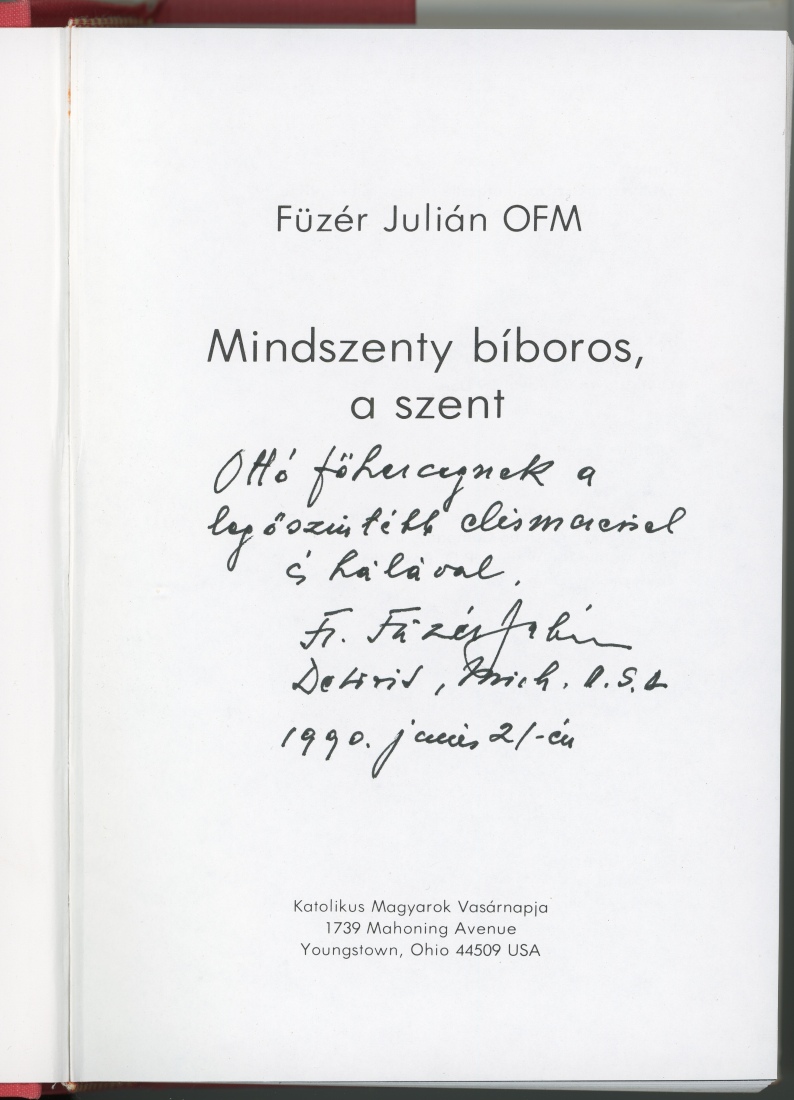 Füzér Julián OFM
Mindszenty bíboros,
a szent
Ottó főhercegnek a
legőszintébb elismeréssel
és hálával.
Fr. Füzér Julián
Detroit, Mich. U.S.A
1990. június 21-én
Katolikus Magyarok Vasárnapja
1739 Mahoning Avenue
Youngstown, Ohio 44509 USA